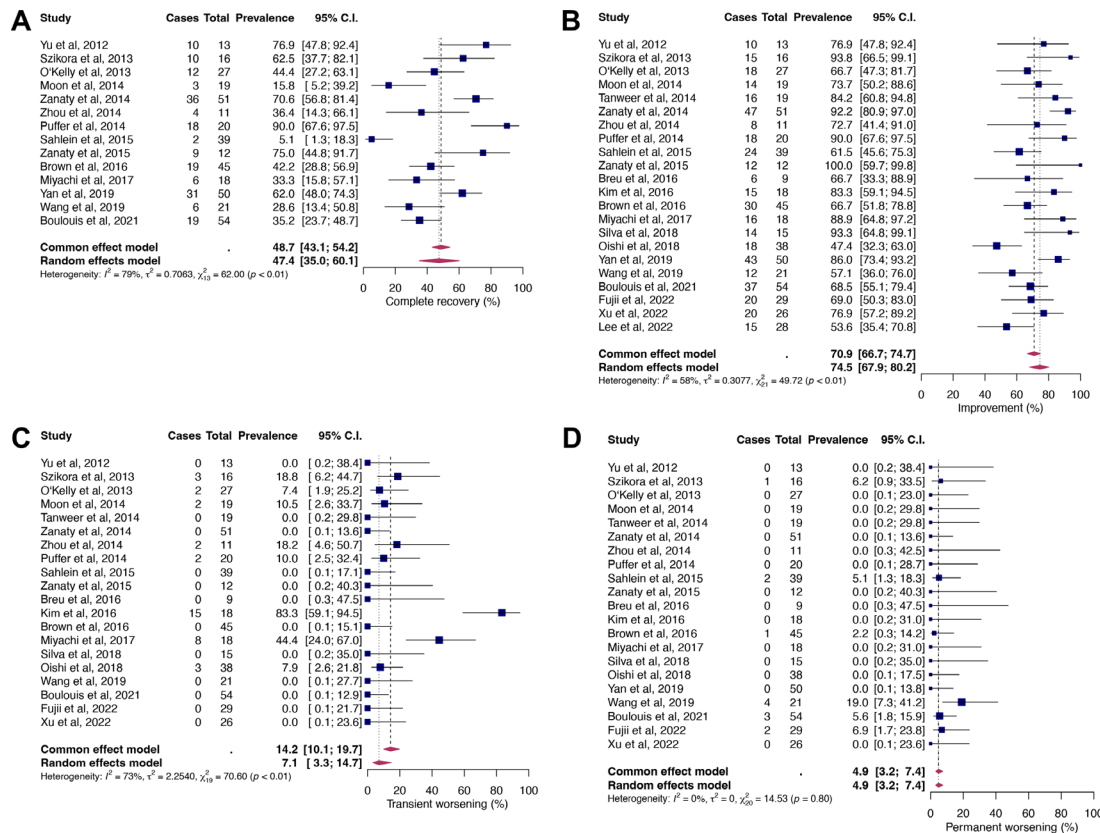 A
Study Cases Total Prevalence 95% C.I.
Yu et al, 2012 10 13 76.9 [47.8; 92.4]
Szikora et al, 2013 10 16 62.5 [37.7; 82.1]
O'Kelly et al, 2013 12 27 44.4 [27.2; 63.1]
Moon et al, 2014 3 19 15.8 [ 5.2; 39.2]
Zanaty et al, 2014 36 51 70.6 [56.8; 81.4]
Zhou et al, 2014 4 11 36.4 [14.3; 66.1]
Puffer et al, 2014 18 20 90.0 [67.6; 97.5]
Sahlein et al, 2015 2 39 5.1 [ 1.3; 18.3]
Zanaty et al, 2015 9 12 75.0 [44.8; 91.7]
Brown et al, 2016 19 45 42.2 [28.8; 56.9]
Miyachi et al, 2017 6 18 33.3 [15.8; 57.1]
Yan et al, 2019 31 50 62.0 [48.0; 74.3]
Wang et al, 2019 6 21 28.6 [13.4; 50.8]
Boulouis et al, 2021 19 54 35.2 [23.7; 48.7]
Common effect model . 48.7 [43.1; 54.2]
Random effects model 47.4 [35.0; 60.1]
Heterogeneity: I² = 79%, τ² = 0.7063, χ²₁₃ = 62.00 (p < 0.01)
0 20 40 60 80 100
Complete recovery (%)
B
Study Cases Total Prevalence 95% C.I.
Yu et al, 2012 10 13 76.9 [47.8; 92.4]
Szikora et al, 2013 15 16 93.8 [66.5; 99.1]
O'Kelly et al, 2013 18 27 66.7 [47.3; 81.7]
Moon et al, 2014 14 19 73.7 [50.2; 88.6]
Tanweer et al, 2014 16 19 84.2 [60.8; 94.8]
Zanaty et al, 2014 47 51 92.2 [80.9; 97.0]
Zhou et al, 2014 8 11 72.7 [41.4; 91.0]
Puffer et al, 2014 18 20 90.0 [67.6; 97.5]
Sahlein et al, 2015 24 39 61.5 [45.6; 75.3]
Zanaty et al, 2015 12 12 100.0 [59.7; 99.8]
Breu et al, 2016 6 9 66.7 [33.3; 88.9]
Kim et al, 2016 15 18 83.3 [59.1; 94.5]
Brown et al, 2016 30 45 66.7 [51.8; 78.8]
Miyachi et al, 2017 16 18 88.9 [64.8; 97.2]
Silva et al, 2018 14 15 93.3 [64.8; 99.1]
Oishi et al, 2018 18 38 47.4 [32.3; 63.0]
Yan et al, 2019 43 50 86.0 [73.4; 93.2]
Wang et al, 2019 12 21 57.1 [36.0; 76.0]
Boulouis et al, 2021 37 54 68.5 [55.1; 79.4]
Fujii et al, 2022 20 29 69.0 [50.3; 83.0]
Xu et al, 2022 20 26 76.9 [57.2; 89.2]
Lee et al, 2022 15 28 53.6 [35.4; 70.8]
Common effect model . 70.9 [66.7; 74.7]
Random effects model 74.5 [67.9; 80.2]
Heterogeneity: I² = 58%, τ² = 0.3077, χ²₂₁ = 49.72 (p < 0.01)
0 20 40 60 80 100
Improvement (%)
C
Study Cases Total Prevalence 95% C.I.
Yu et al, 2012 0 13 0.0 [ 0.2; 38.4]
Szikora et al, 2013 3 16 18.8 [ 6.2; 44.7]
O'Kelly et al, 2013 2 27 7.4 [ 1.9; 25.2]
Moon et al, 2014 2 19 10.5 [ 2.6; 33.7]
Tanweer et al, 2014 0 19 0.0 [ 0.2; 29.8]
Zanaty et al, 2014 0 51 0.0 [ 0.1; 13.6]
Zhou et al, 2014 2 11 18.2 [ 4.6; 50.7]
Puffer et al, 2014 2 20 10.0 [ 2.5; 32.4]
Sahlein et al, 2015 0 39 0.0 [ 0.1; 17.1]
Zanaty et al, 2015 0 12 0.0 [ 0.2; 40.3]
Breu et al, 2016 0 9 0.0 [ 0.3; 47.5]
Kim et al, 2016 15 18 83.3 [59.1; 94.5]
Brown et al, 2016 0 45 0.0 [ 0.1; 15.1]
Miyachi et al, 2017 8 18 44.4 [24.0; 67.0]
Silva et al, 2018 0 15 0.0 [ 0.2; 35.0]
Oishi et al, 2018 3 38 7.9 [ 2.6; 21.8]
Wang et al, 2019 0 21 0.0 [ 0.1; 27.7]
Boulouis et al, 2021 0 54 0.0 [ 0.1; 12.9]
Fujii et al, 2022 0 29 0.0 [ 0.1; 21.7]
Xu et al, 2022 0 26 0.0 [ 0.1; 23.6]
Common effect model . 14.2 [10.1; 19.7]
Random effects model 7.1 [ 3.3; 14.7]
Heterogeneity: I² = 73%, τ² = 2.2540, χ²₁₉ = 70.60 (p < 0.01)
0 20 40 60 80 100
Transient worsening (%)
D
Study Cases Total Prevalence 95% C.I.
Yu et al, 2012 0 13 0.0 [0.2; 38.4]
Szikora et al, 2013 1 16 6.2 [0.9; 33.5]
O'Kelly et al, 2013 0 27 0.0 [0.1; 23.0]
Moon et al, 2014 0 19 0.0 [0.2; 29.8]
Tanweer et al, 2014 0 19 0.0 [0.2; 29.8]
Zanaty et al, 2014 0 51 0.0 [0.1; 13.6]
Zhou et al, 2014 0 11 0.0 [0.3; 42.5]
Puffer et al, 2014 0 20 0.0 [0.1; 28.7]
Sahlein et al, 2015 2 39 5.1 [1.3; 18.3]
Zanaty et al, 2015 0 12 0.0 [0.2; 40.3]
Breu et al, 2016 0 9 0.0 [0.3; 47.5]
Kim et al, 2016 0 18 0.0 [0.2; 31.0]
Brown et al, 2016 1 45 2.2 [0.3; 14.2]
Miyachi et al, 2017 0 18 0.0 [0.2; 31.0]
Silva et al, 2018 0 15 0.0 [0.2; 35.0]
Oishi et al, 2018 0 38 0.0 [0.1; 17.5]
Yan et al, 2019 0 50 0.0 [0.1; 13.8]
Wang et al, 2019 4 21 19.0 [7.3; 41.2]
Boulouis et al, 2021 3 54 5.6 [1.8; 15.9]
Fujii et al, 2022 2 29 6.9 [1.7; 23.8]
Xu et al, 2022 0 26 0.0 [0.1; 23.6]
Common effect model . 4.9 [3.2; 7.4]
Random effects model 4.9 [3.2; 7.4]
Heterogeneity: I² = 0%, τ² = 0, χ²₂₀ = 14.53 (p = 0.80)
0 20 40 60 80 100
Permanent worsening (%)